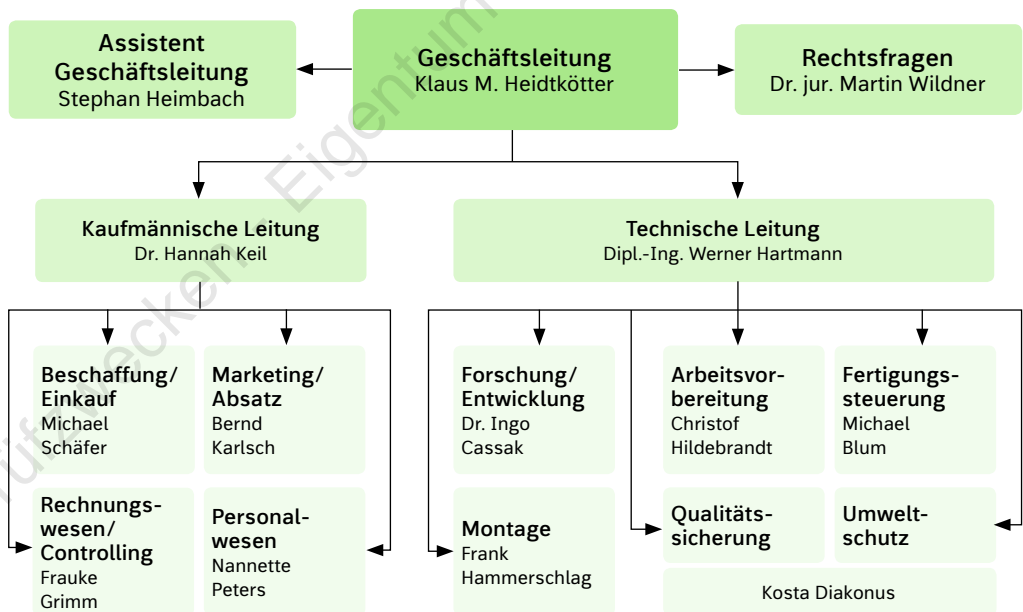 Assistent
Geschäftsleitung
Stephan Heimbach
Geschäftsleitung
Klaus M. Heidtkötter
Rechtsfragen
Dr. jur. Martin Wildner
Kaufmännische Leitung
Dr. Hannah Keil
Technische Leitung
Dipl.-Ing. Werner Hartmann
Beschaffung/
Einkauf
Michael
Schäfer
Marketing/
Absatz
Bernd
Karlsch
Forschung/
Entwicklung
Dr. Ingo
Cassak
Arbeitsvor-
bereitung
Christof
Hildebrandt
Fertigungs-
steuerung
Michael
Blum
Rechnungs-
wesen/
Controlling
Frauke
Grimm
Personal-
wesen
Nannette
Peters
Montage
Frank
Hammerschlag
Qualitäts-
sicherung
Umwelt-
schutz
Kosta Diakonus
- Eigentum